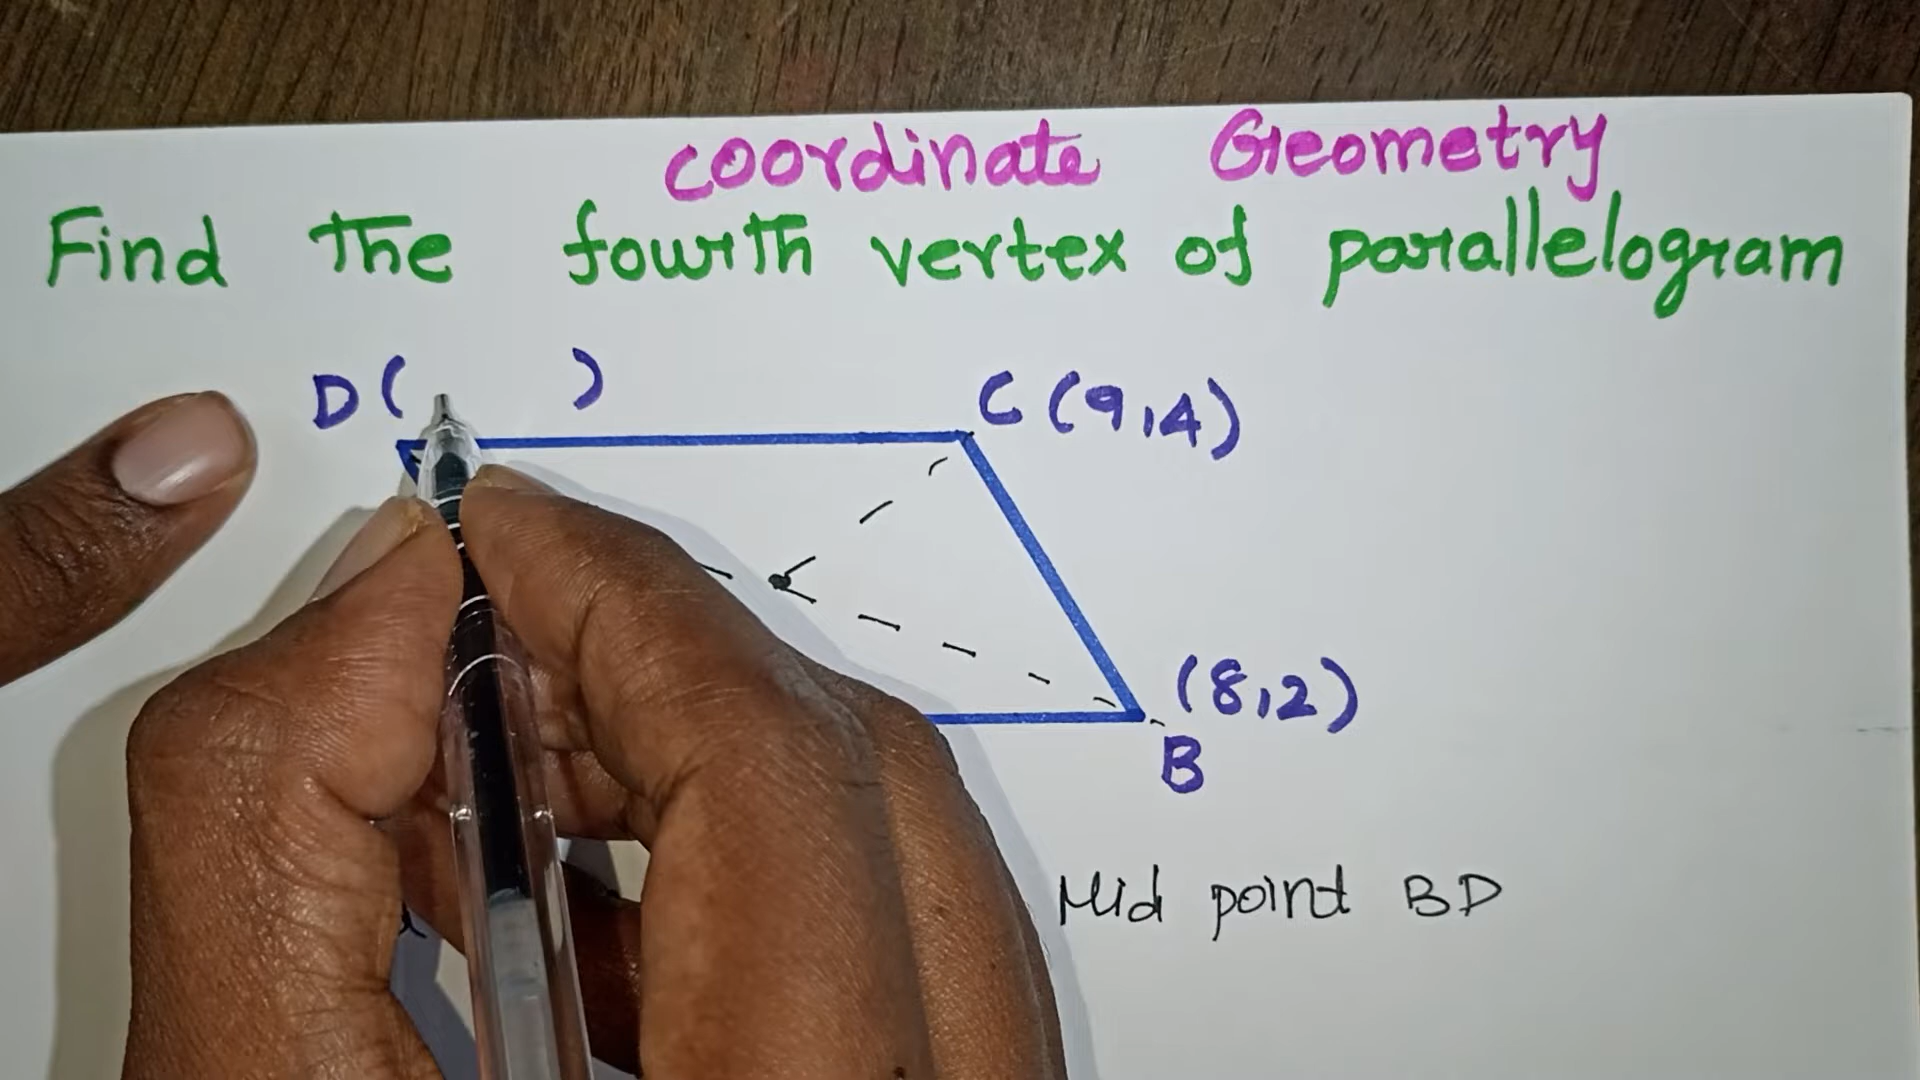 Coordinate Geometry
Find The fourth vertex of parallelogram
D ( ) C (9,4)
(8,2)
B
Mid point BD